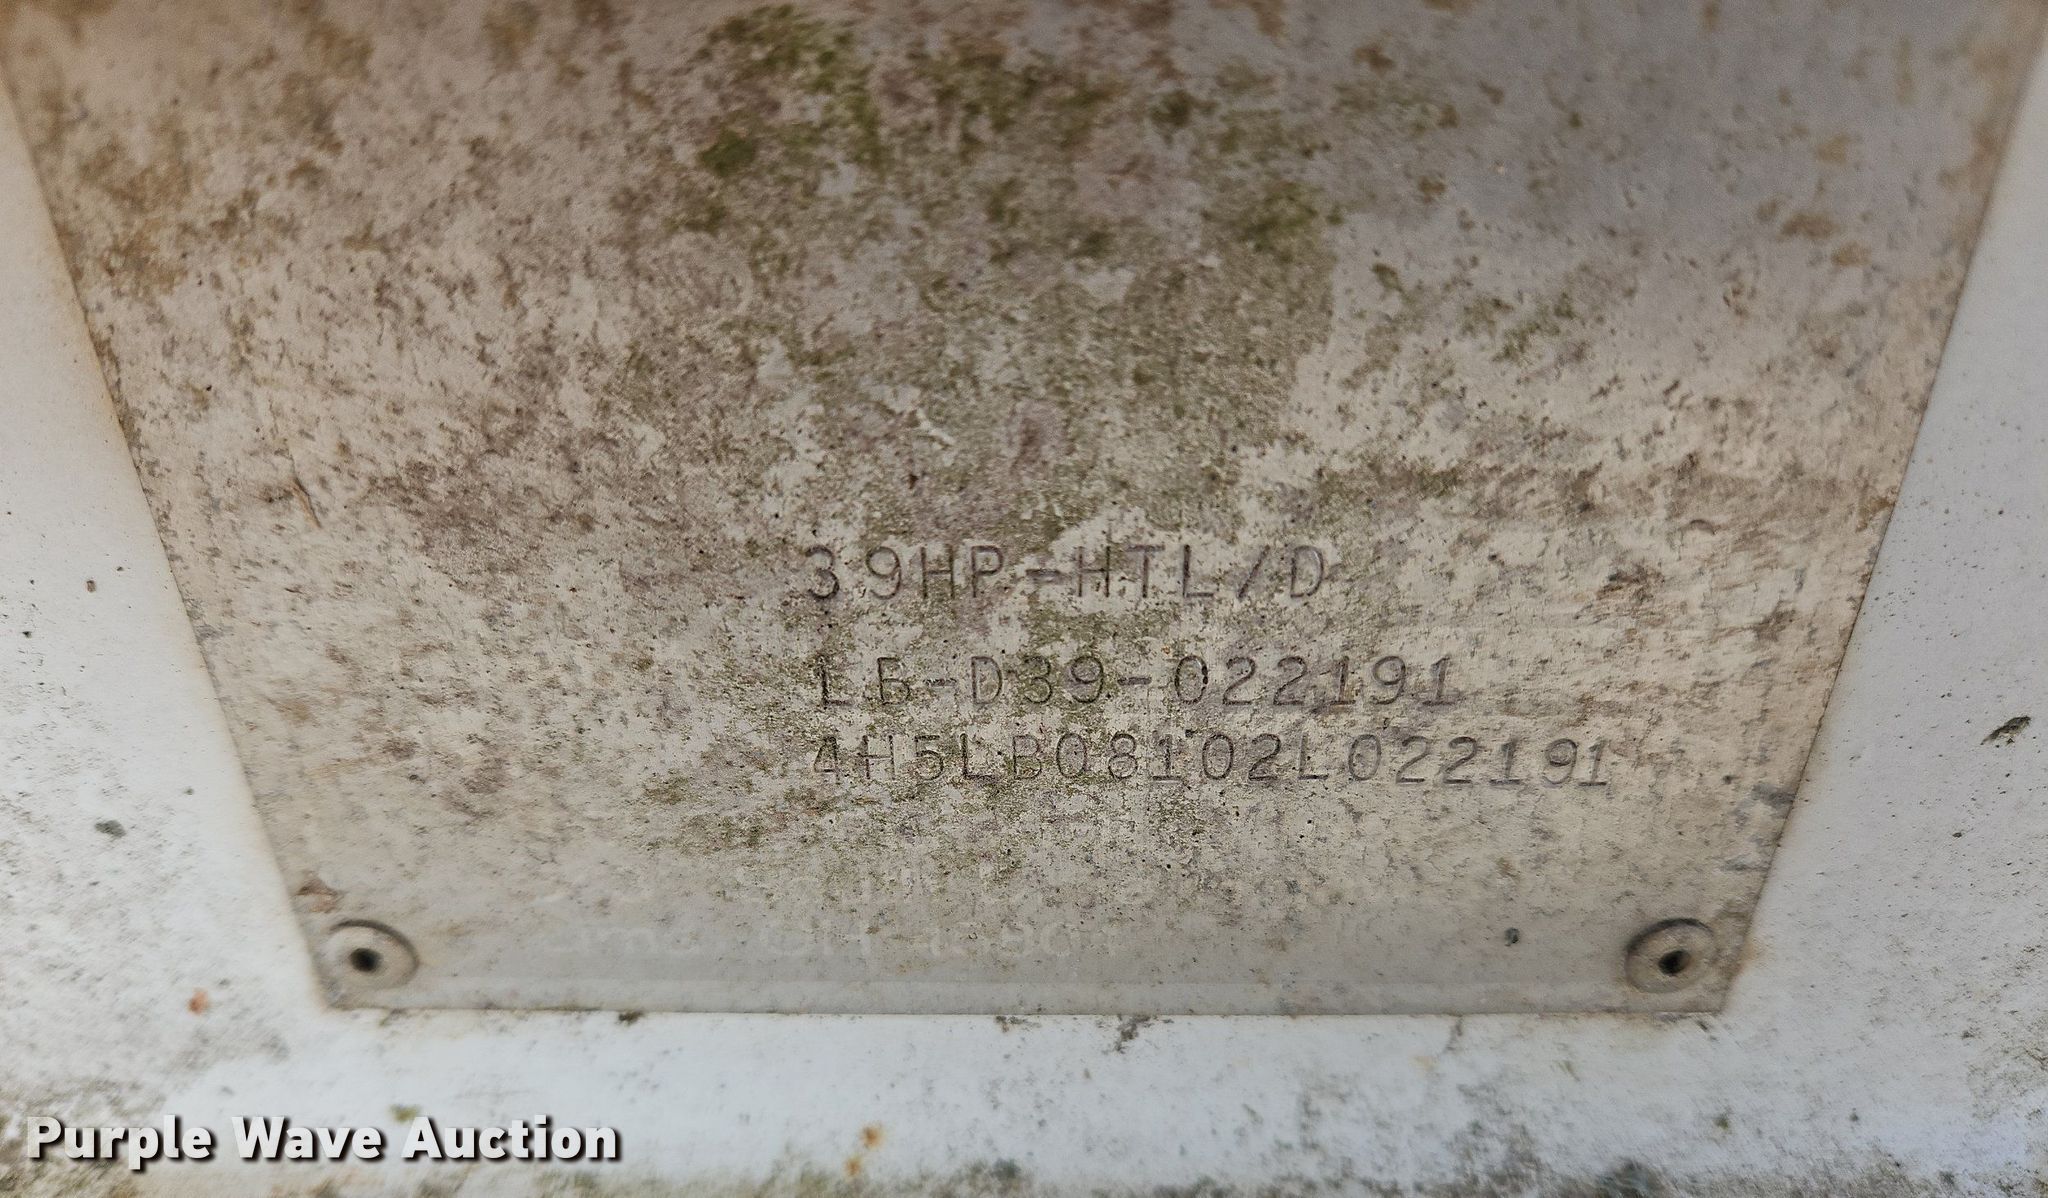 39HP-HTL/D
LB-D39-022191
4H5LB08102L022191
Purple Wave Auction